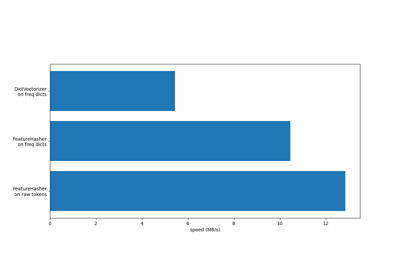 DictVectorizer
on freq dicts
FeatureHasher
on freq dicts
FeatureHasher
on raw tokens
0 2 4 6 8 10 12
speed (MB/s)